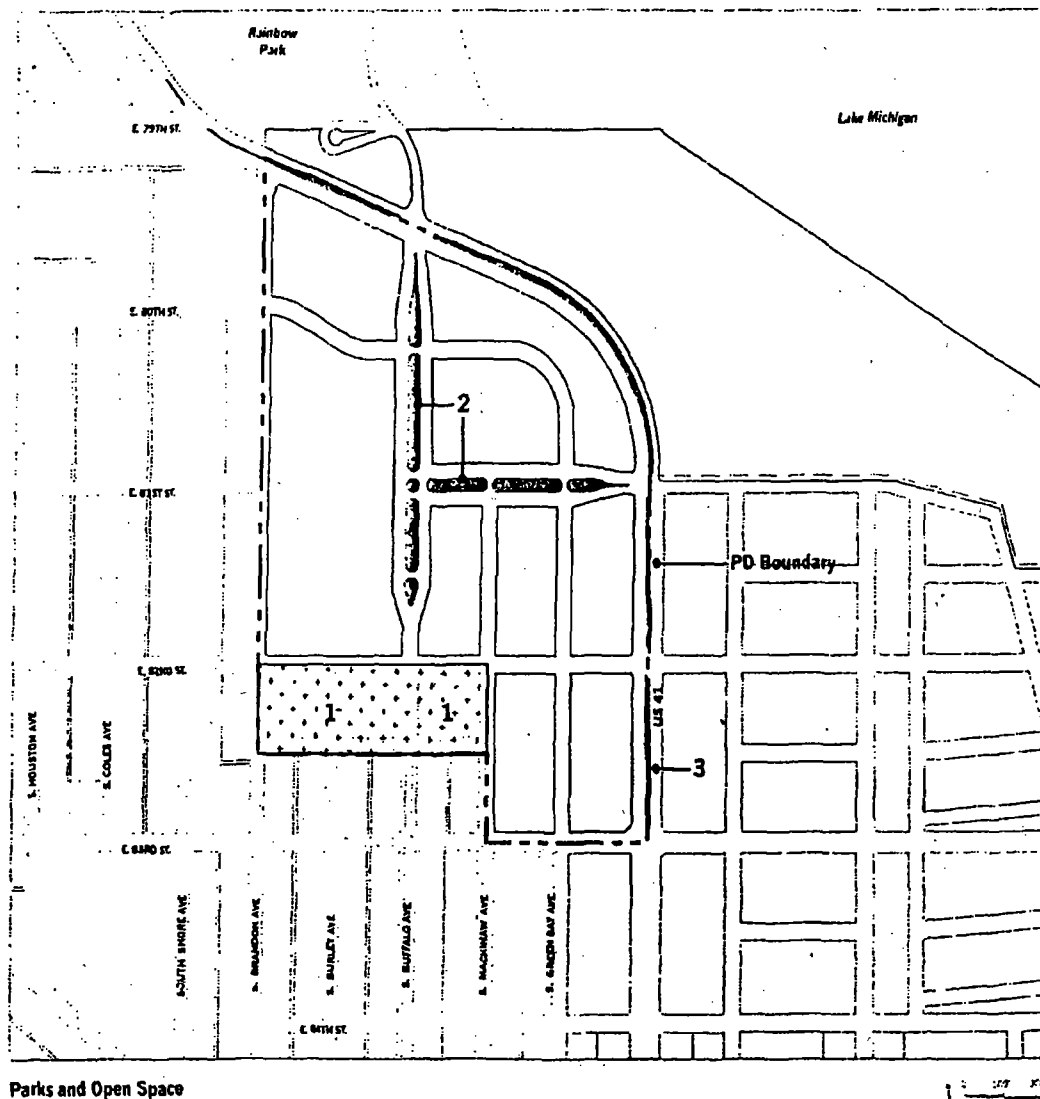 Rainbow
Park
Lake Michigan
E. 79TH ST.
E. 80TH ST.
2
E. 81ST ST.
PD Boundary
E. 82ND ST.
1
1
US 41
3
S. HOUSTON AVE
S. COLES AVE
E. 83RD ST.
SOUTH SHORE AVE
S. BRANDON AVE
S. BURLEY AVE
S. BUFFALO AVE
S. MACKINAW AVE
S. GREEN BAY AVE
E. 84TH ST.
Parks and Open Space